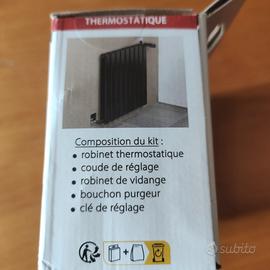 THERMOSTATIQUE
Composition du kit :
• robinet thermostatique
• coude de réglage
• robinet de vidange
• bouchon purgeur
• clé de réglage
+
subito